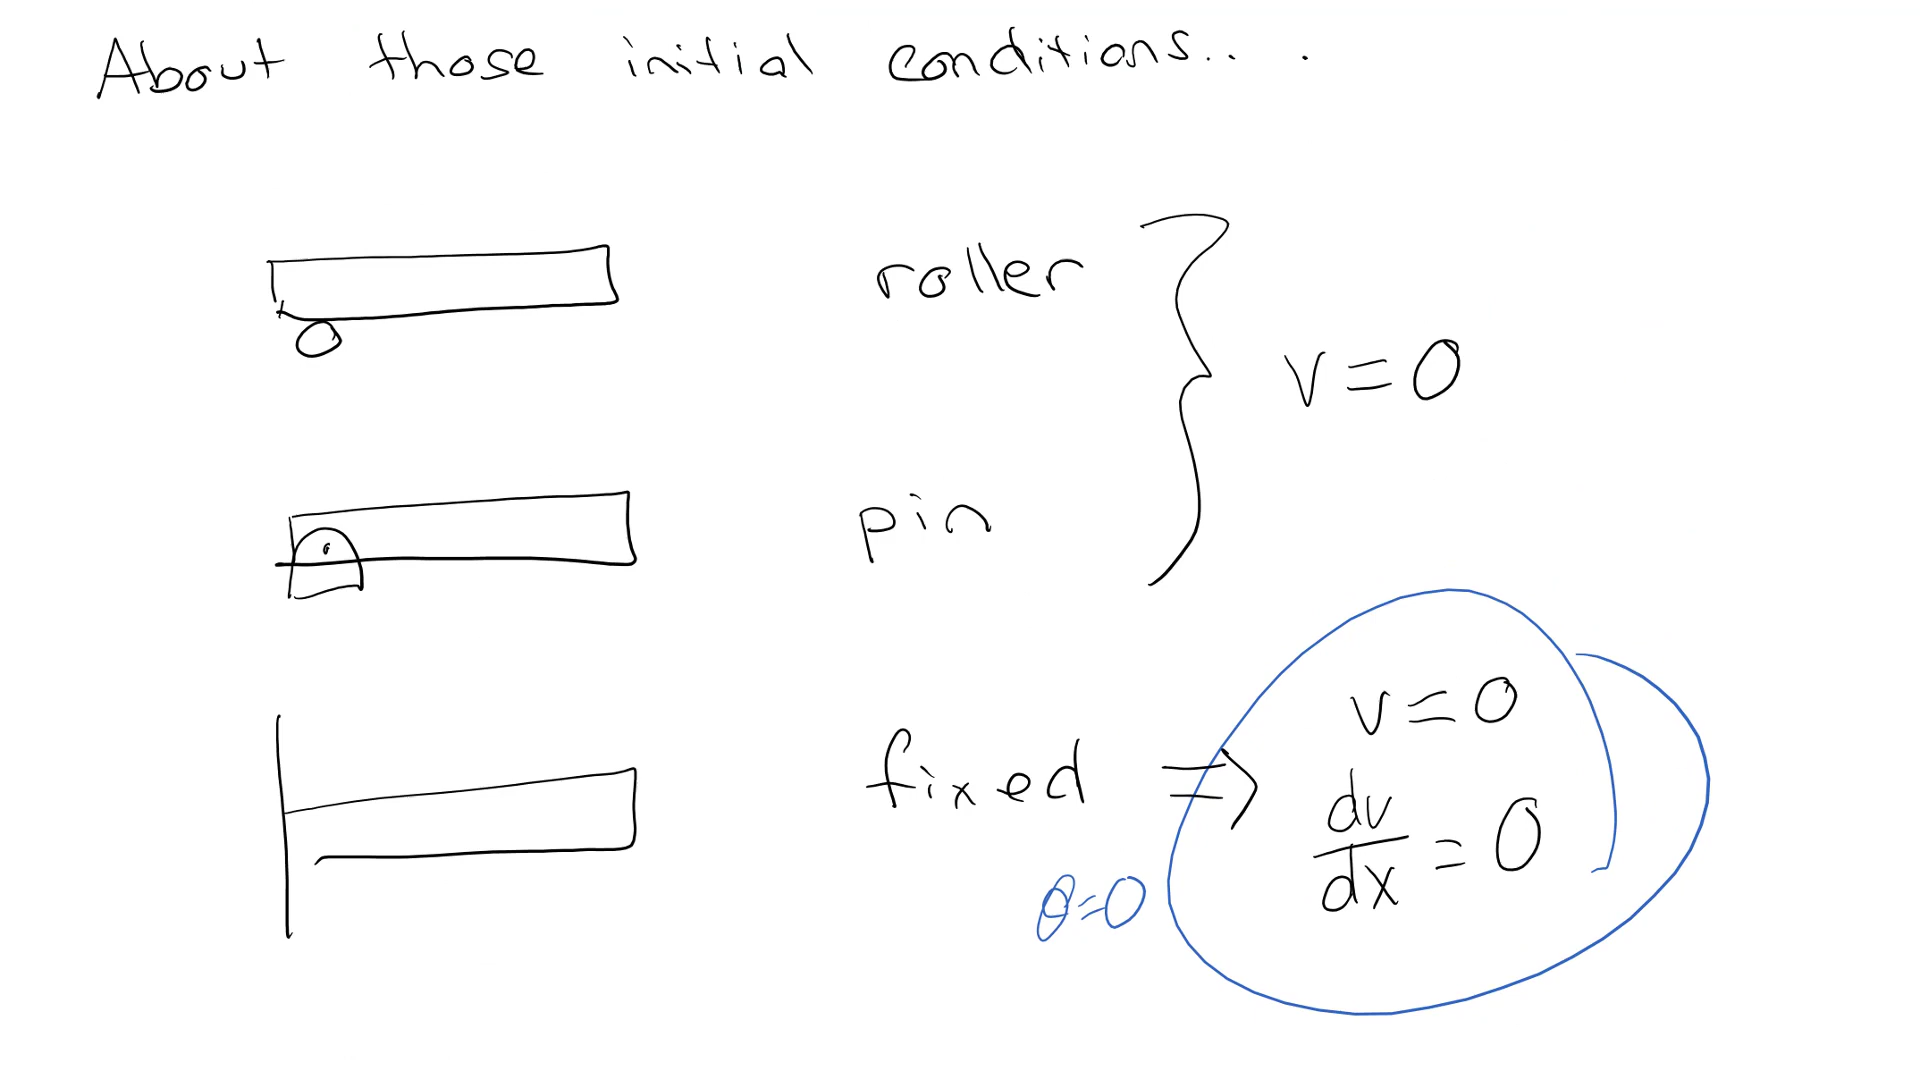 About those initial conditions.. .
roller
v=0
pin
fixed ⇒
v=0
dv/dx = 0
θ=0